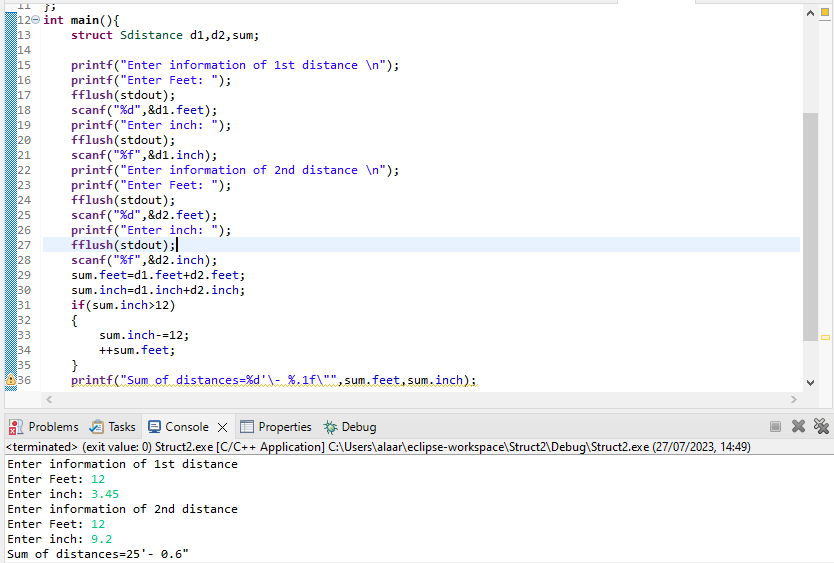 11 };
12 int main(){
13     struct Sdistance d1,d2,sum;
14
15     printf("Enter information of 1st distance \n");
16     printf("Enter Feet: ");
17     fflush(stdout);
18     scanf("%d",&d1.feet);
19     printf("Enter inch: ");
20     fflush(stdout);
21     scanf("%f",&d1.inch);
22     printf("Enter information of 2nd distance \n");
23     printf("Enter Feet: ");
24     fflush(stdout);
25     scanf("%d",&d2.feet);
26     printf("Enter inch: ");
27     fflush(stdout);
28     scanf("%f",&d2.inch);
29     sum.feet=d1.feet+d2.feet;
30     sum.inch=d1.inch+d2.inch;
31     if(sum.inch>12)
32     {
33         sum.inch-=12;
34         ++sum.feet;
35     }
36     printf("Sum of distances=%d'\- %.1f\"",sum.feet,sum.inch);
Problems Tasks Console Properties Debug
<terminated> (exit value: 0) Struct2.exe [C/C++ Application] C:\Users\alaar\eclipse-workspace\Struct2\Debug\Struct2.exe (27/07/2023, 14:49)
Enter information of 1st distance
Enter Feet: 12
Enter inch: 3.45
Enter information of 2nd distance
Enter Feet: 12
Enter inch: 9.2
Sum of distances=25'- 0.6"